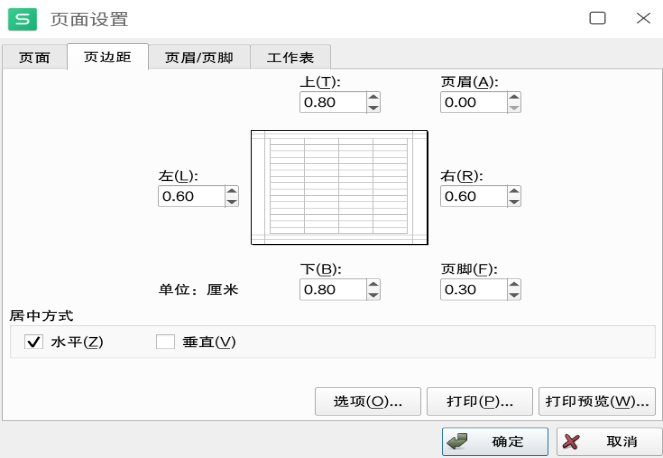 页面设置
页面 页边距 页眉/页脚 工作表
上(T): 页眉(A):
0.80 0.00
左(L): 右(R):
0.60 0.60
下(B): 页脚(F):
单位：厘米 0.80 0.30
居中方式
水平(Z) 垂直(V)
选项(O)... 打印(P)... 打印预览(W)...
确定 取消